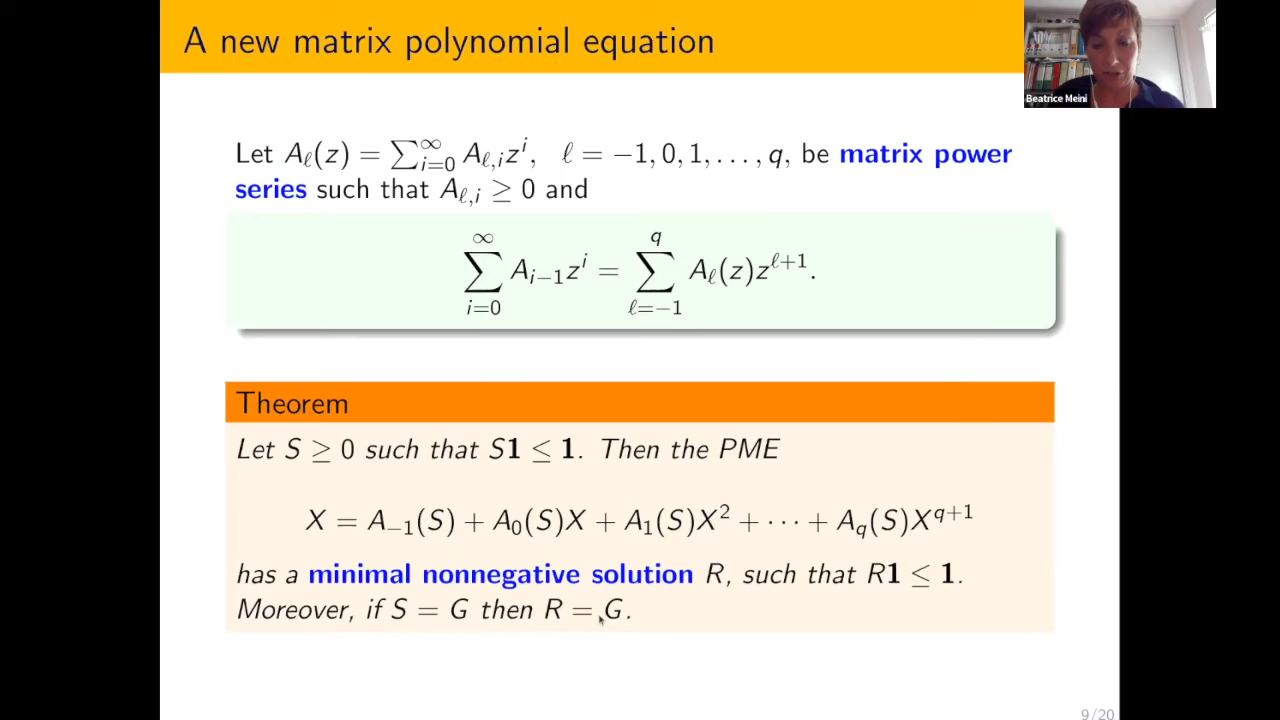 A new matrix polynomial equation
Beatrice Meini
Let A_ℓ(z) = ∑_{i=0}^{∞} A_{ℓ,i} z^i, ℓ = −1, 0, 1, . . . , q, be matrix power
series such that A_{ℓ,i} ≥ 0 and
∑_{i=0}^{∞} A_{i−1} z^i = ∑_{ℓ=−1}^{q} A_ℓ(z) z^{ℓ+1}.
Theorem
Let S ≥ 0 such that S1 ≤ 1. Then the PME
X = A_{−1}(S) + A_0(S)X + A_1(S)X^2 + · · · + A_q(S)X^{q+1}
has a minimal nonnegative solution R, such that R1 ≤ 1.
Moreover, if S = G then R = G.
9/20